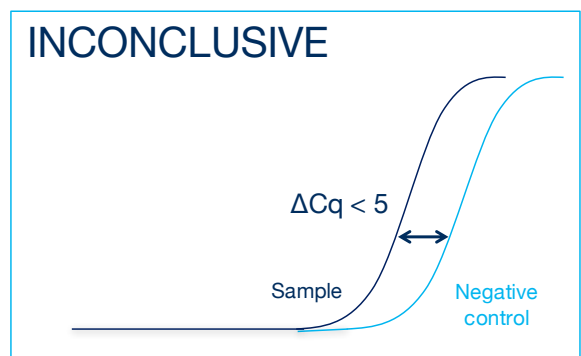 INCONCLUSIVE
ΔCq < 5
Sample
Negative
control